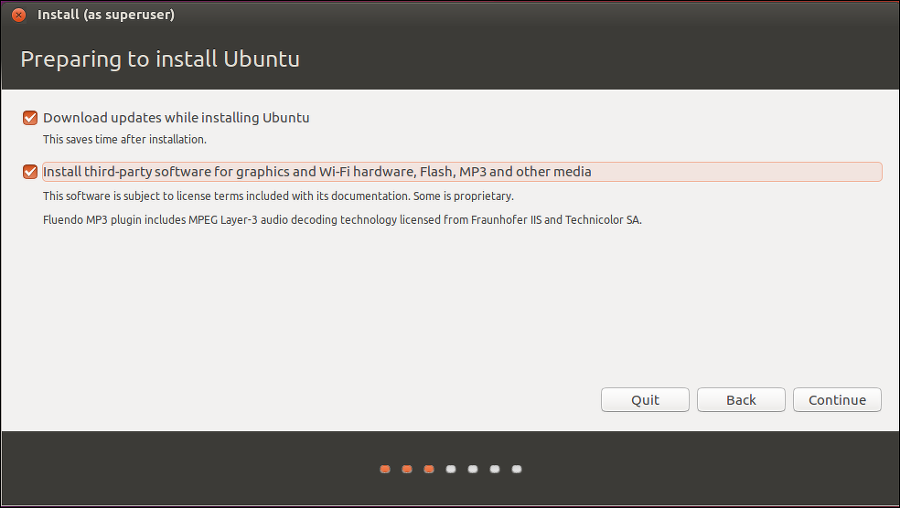 Install (as superuser)
Preparing to install Ubuntu
Download updates while installing Ubuntu
This saves time after installation.
Install third-party software for graphics and Wi-Fi hardware, Flash, MP3 and other media
This software is subject to license terms included with its documentation. Some is proprietary.
Fluendo MP3 plugin includes MPEG Layer-3 audio decoding technology licensed from Fraunhofer IIS and Technicolor SA.
Quit
Back
Continue